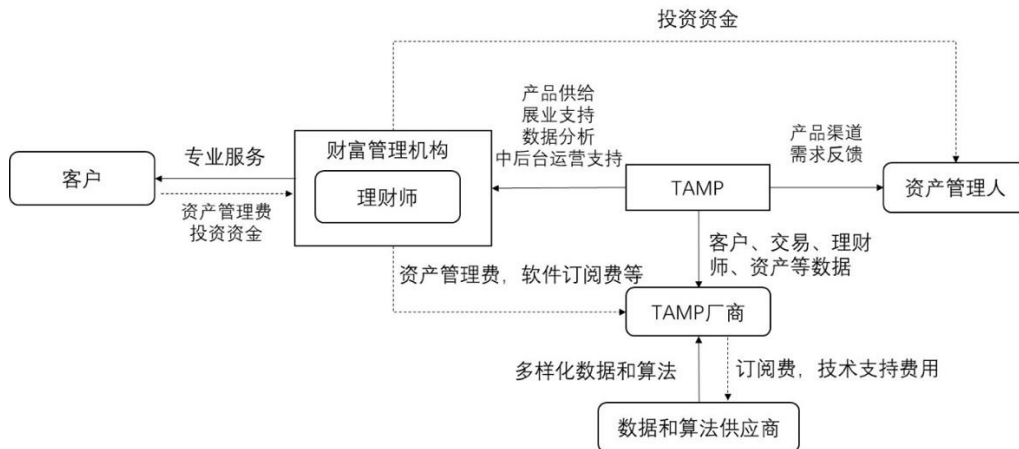 投资资金
产品供给
展业支持
数据分析
中后台运营支持
产品渠道
需求反馈
财富管理机构
理财师
专业服务
客户
资产管理费
投资资金
TAMP
资产管理人
客户、交易、理财
师、资产等数据
资产管理费，软件订阅费等
TAMP厂商
多样化数据和算法
订阅费，技术支持费用
数据和算法供应商